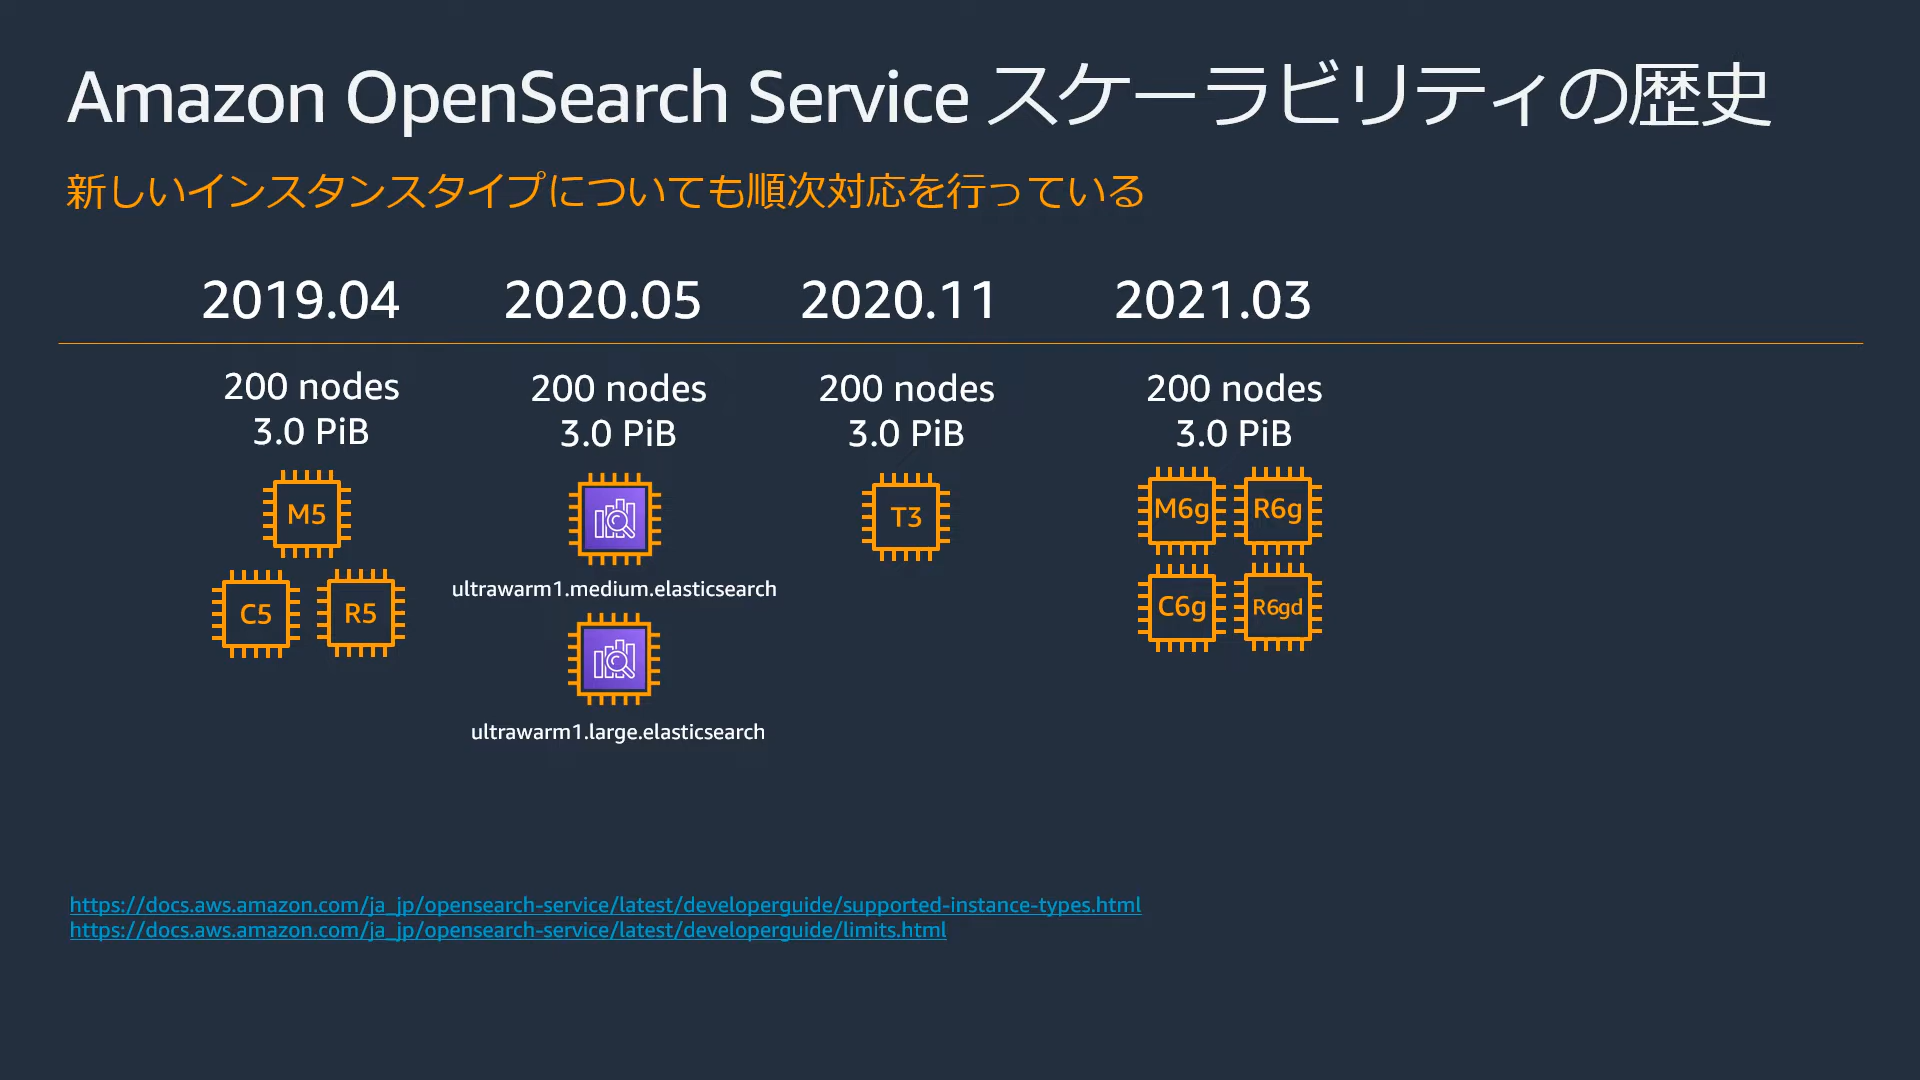 Amazon OpenSearch Service スケーラビリティの歴史
新しいインスタンスタイプについても順次対応を行っている
2019.04
2020.05
2020.11
2021.03
200 nodes
3.0 PiB
M5
C5
R5
200 nodes
3.0 PiB
ultrawarm1.medium.elasticsearch
ultrawarm1.large.elasticsearch
200 nodes
3.0 PiB
T3
200 nodes
3.0 PiB
M6g
R6g
C6g
R6gd
https://docs.aws.amazon.com/ja_jp/opensearch-service/latest/developerguide/supported-instance-types.html
https://docs.aws.amazon.com/ja_jp/opensearch-service/latest/developerguide/limits.html